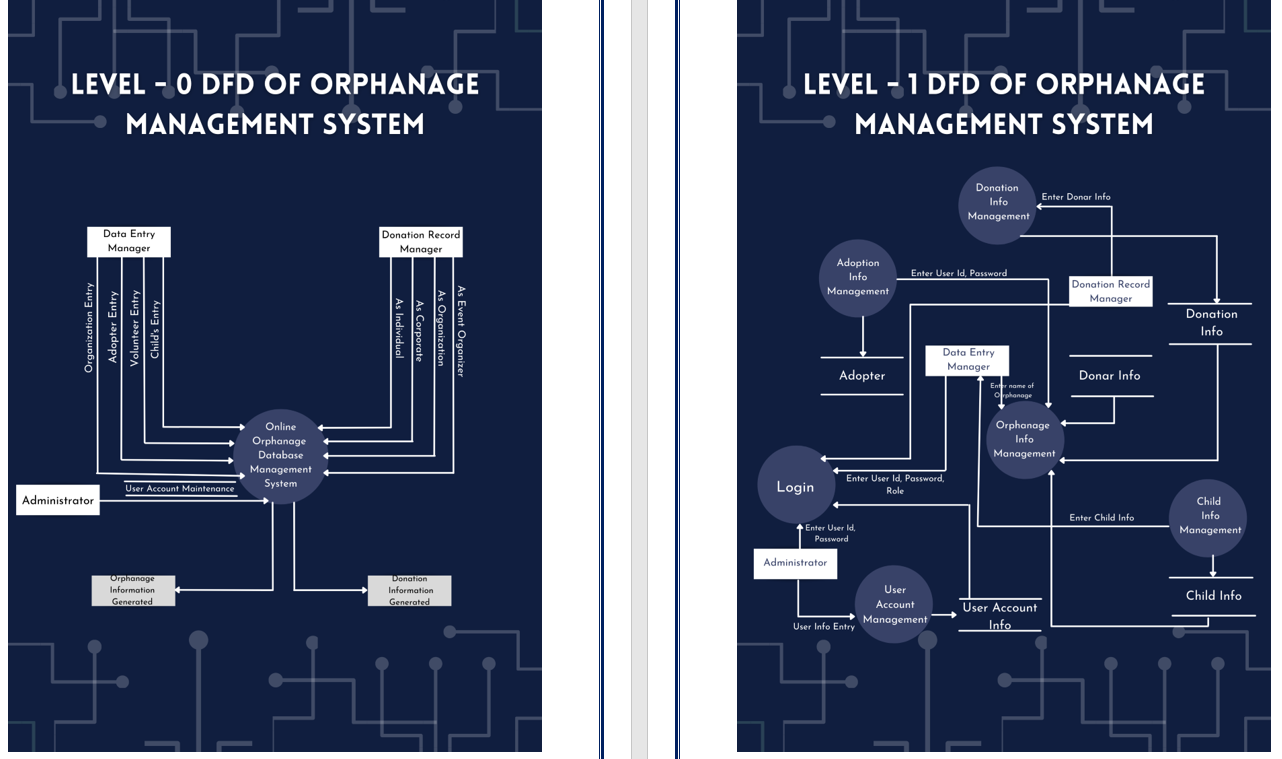 LEVEL - 0 DFD OF ORPHANAGE
MANAGEMENT SYSTEM
Data Entry
Manager
Donation Record
Manager
Organization Entry
Adopter Entry
Volunteer Entry
Child's Entry
As Individual
As Corporate
As Organization
As Event Organizer
Online
Orphanage
Database
Management
System
User Account Maintenance
Administrator
Orphanage
Information
Generated
Donation
Information
Generated
LEVEL - 1 DFD OF ORPHANAGE
MANAGEMENT SYSTEM
Donation
Info
Management
Enter Donar Info
Adoption
Info
Management
Enter User Id, Password
Donation Record
Manager
Donation
Info
Data Entry
Manager
Adopter
Donar Info
Enter name of
Orphanage
Orphanage
Info
Management
Login
Enter User Id, Password,
Role
Child
Info
Management
Enter Child Info
Enter User Id,
Password
Administrator
User
Account
Management
User Info Entry
User Account
Info
Child Info